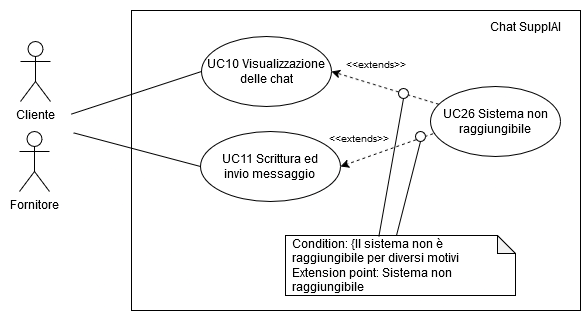 Chat SupplAI
Cliente
Fornitore
UC10 Visualizzazione
delle chat
<<extends>>
UC26 Sistema non
raggiungibile
<<extends>>
UC11 Scrittura ed
invio messaggio
Condition: {Il sistema non è
raggiungibile per diversi motivi
Extension point: Sistema non
raggiungibile